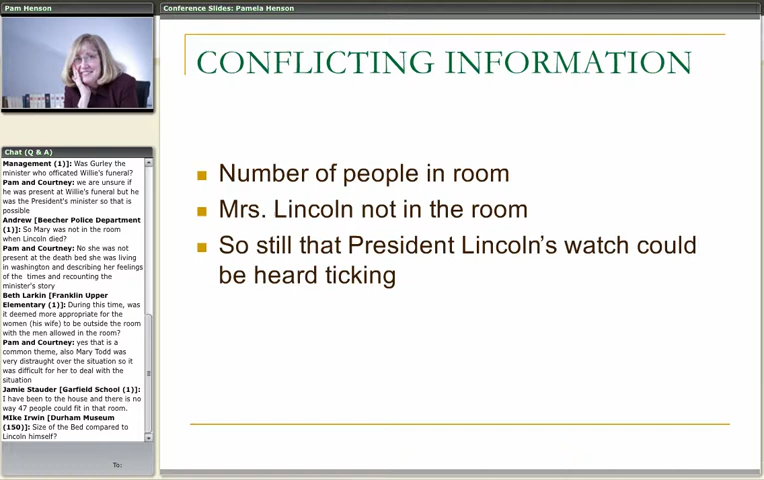 Pam Henson
Conference Slides: Pamela Henson
CONFLICTING INFORMATION
Number of people in room
Mrs. Lincoln not in the room
So still that President Lincoln's watch could
be heard ticking
Chat (Q & A)
Management (1)]: Was Gurley the
minister who officated Willie's funeral?
Pam and Courtney: we are unsure if
he was present at Willie's funeral but he
was the President's minister so that is
possible
Andrew [Beecher Police Department
(1)]: So Mary was not in the room
when Lincoln died?
Pam and Courtney: No she was not
present at the death bed she was living
in washington and describing her feelings
of the times and recounting the
minister's story
Beth Larkin [Franklin Upper
Elementary (1)]: During this time, was
it deemed more appropriate for the
women (his wife) to be outside the room
with the men allowed in the room?
Pam and Courtney: yes that is a
common theme, also Mary Todd was
very distraught over the situation so it
was difficult for her to deal with the
situation
Jamie Stauder [Garfield School (1)]:
I have been to the house and there is no
way 47 people could fit in that room.
MIke Irwin [Durham Museum
(150)]: Size of the Bed compared to
Lincoln himself?
To: